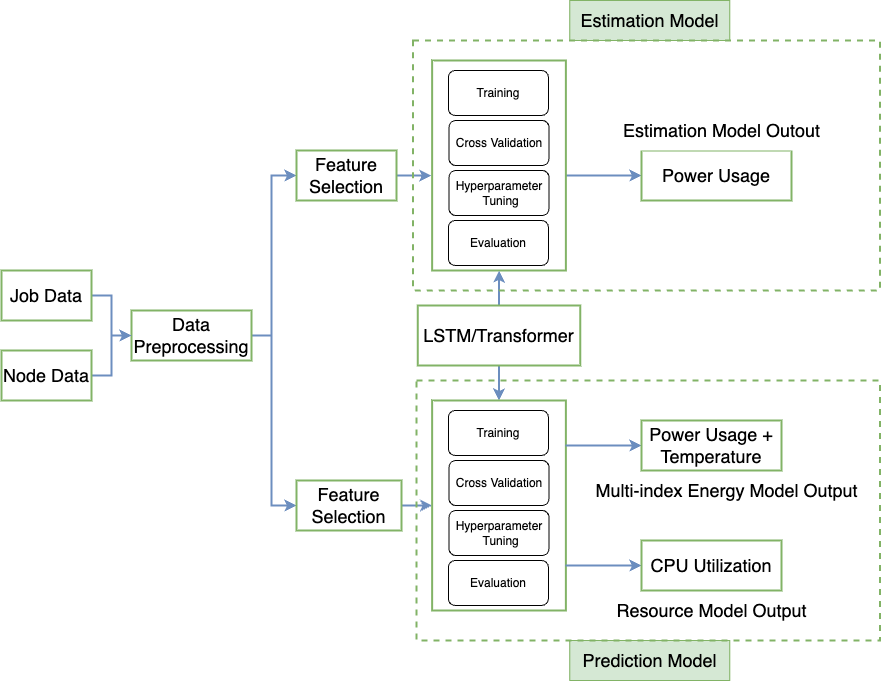 Estimation Model
Training
Cross Validation
Hyperparameter
Tuning
Evaluation
Estimation Model Outout
Power Usage
Feature
Selection
Job Data
Node Data
Data
Preprocessing
LSTM/Transformer
Feature
Selection
Training
Cross Validation
Hyperparameter
Tuning
Evaluation
Power Usage +
Temperature
Multi-index Energy Model Output
CPU Utilization
Resource Model Output
Prediction Model